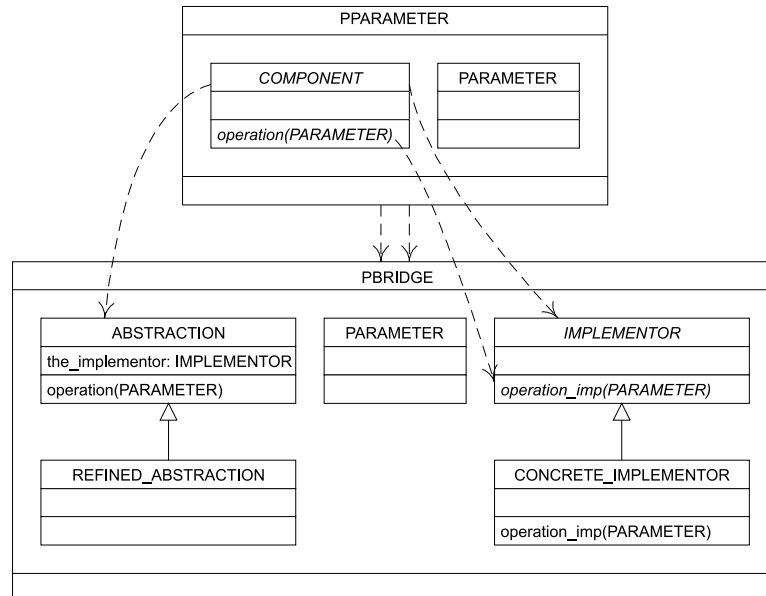 PPARAMETER
COMPONENT
PARAMETER
operation(PARAMETER)
PBRIDGE
ABSTRACTION
PARAMETER
IMPLEMENTOR
the_implementor: IMPLEMENTOR
operation(PARAMETER)
operation_imp(PARAMETER)
REFINED_ABSTRACTION
CONCRETE_IMPLEMENTOR
operation_imp(PARAMETER)